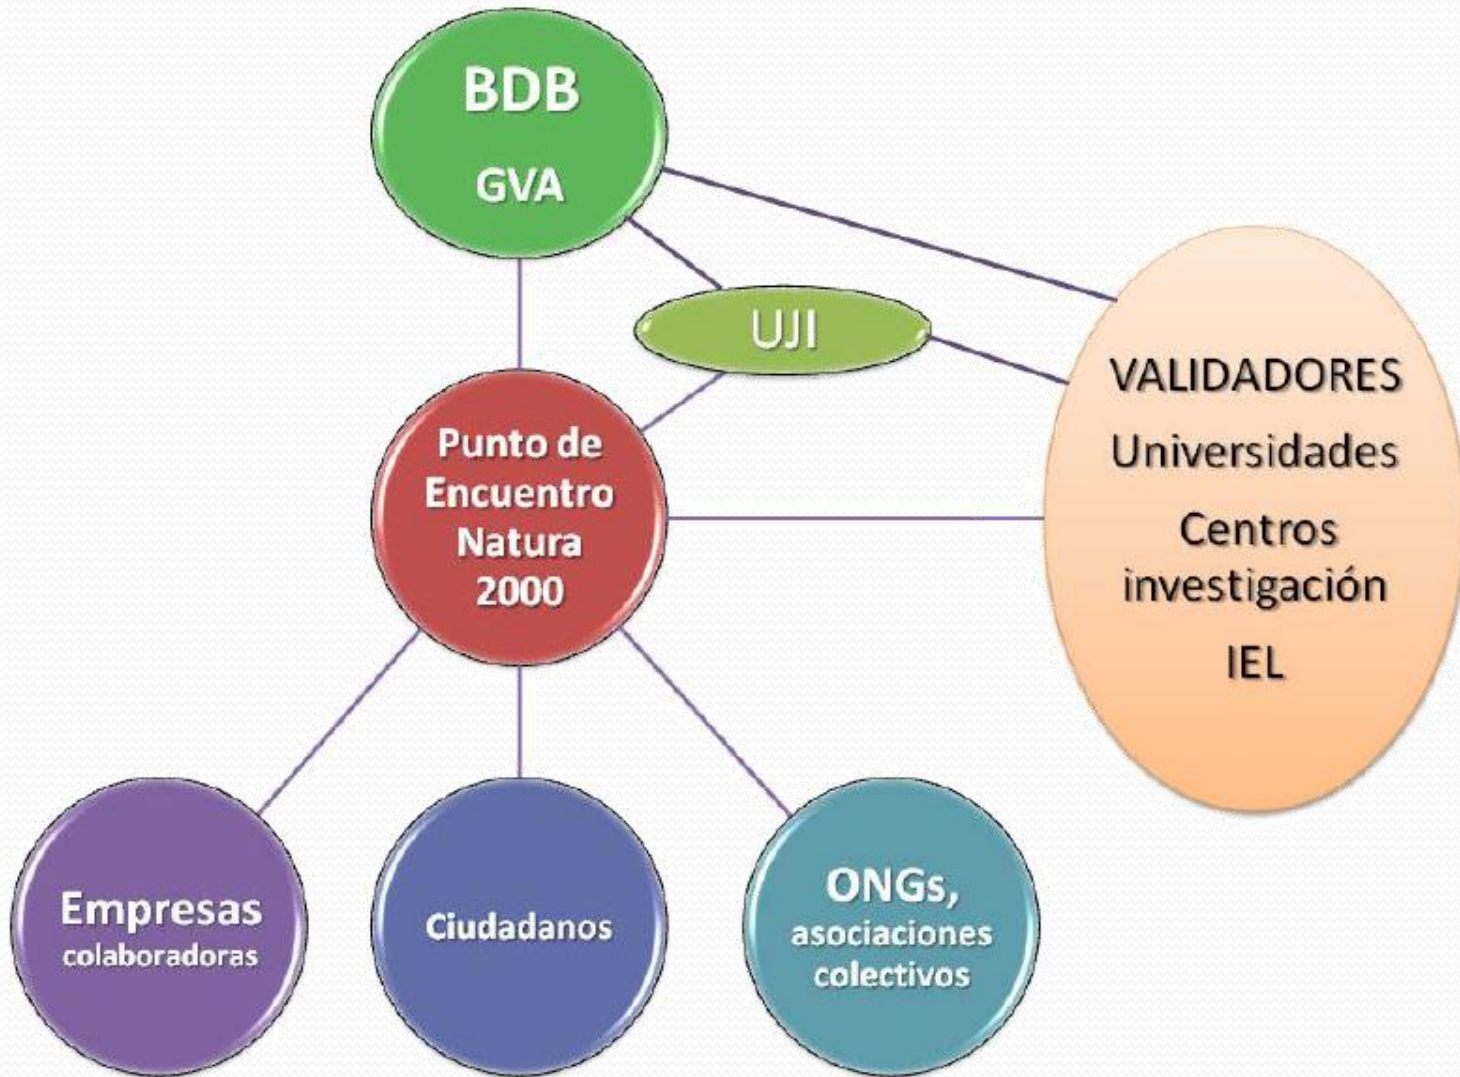 BDB
GVA
UJI
VALIDADORES
Universidades
Centros
investigación
IEL
Punto de
Encuentro
Natura
2000
Empresas
colaboradoras
Ciudadanos
ONGs,
asociaciones
colectivos